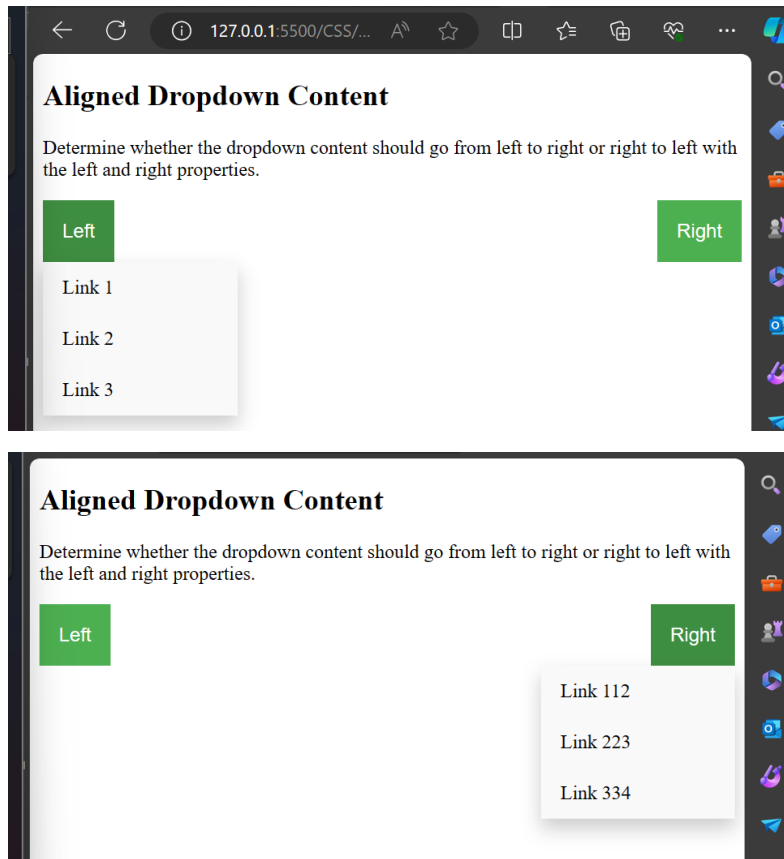 127.0.0.1:5500/CSS/...
Aligned Dropdown Content
Determine whether the dropdown content should go from left to right or right to left with
the left and right properties.
Left
Right
Link 1
Link 2
Link 3
Aligned Dropdown Content
Determine whether the dropdown content should go from left to right or right to left with
the left and right properties.
Left
Right
Link 112
Link 223
Link 334